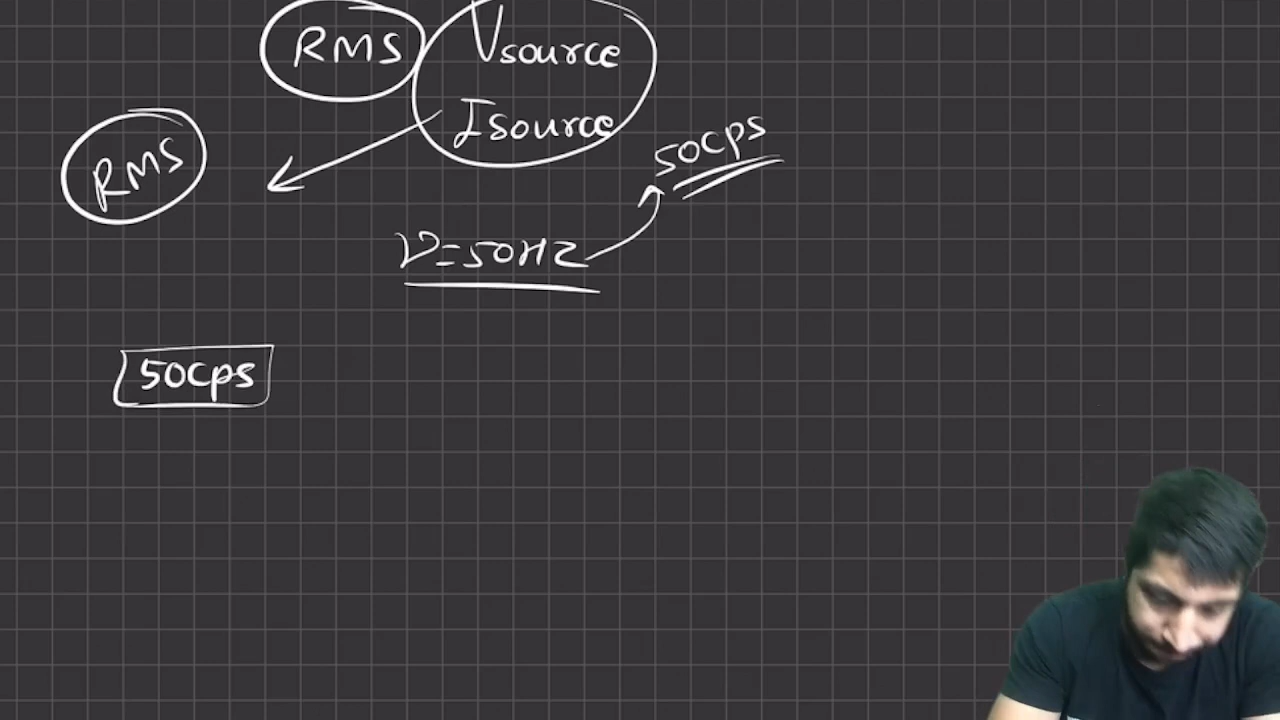 RMS Vsource
Isource
RMS
50cps
ν=50Hz
50cps